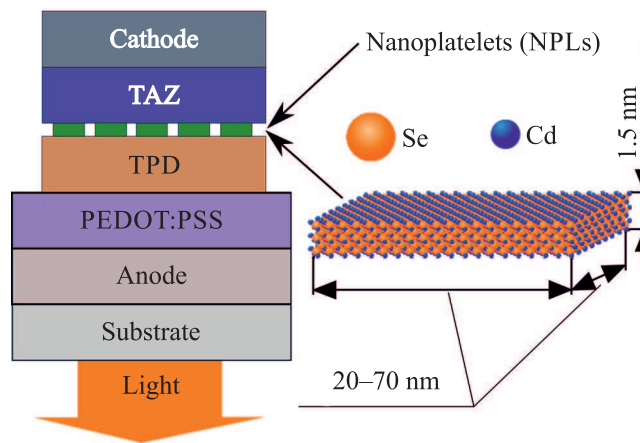 Cathode
TAZ
Nanoplatelets (NPLs)
Se
Cd
1.5 nm
TPD
PEDOT:PSS
Anode
Substrate
Light
20–70 nm